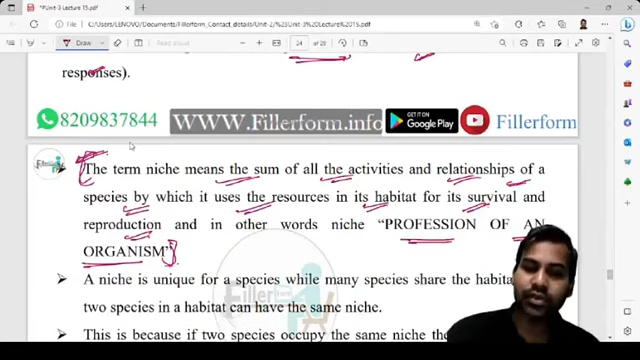 *Unit-3 Lecture 15.pdf
File C:/Users/LENOVO/Documents/Fillerform_Contact_details/Unit-2/%23Unit-3%20Lecture%2015.pdf
Draw Read aloud 24 of 29
responses).
8209837844 WWW.Fillerform.info GET IT ON Google Play Fillerform
The term niche means the sum of all the activities and relationships of a
species by which it uses the resources in its habitat for its survival and
reproduction and in other words niche “PROFESSION OF AN
ORGANISM”
A niche is unique for a species while many species share the habita
two species in a habitat can have the same niche.
This is because if two species occupy the same niche the